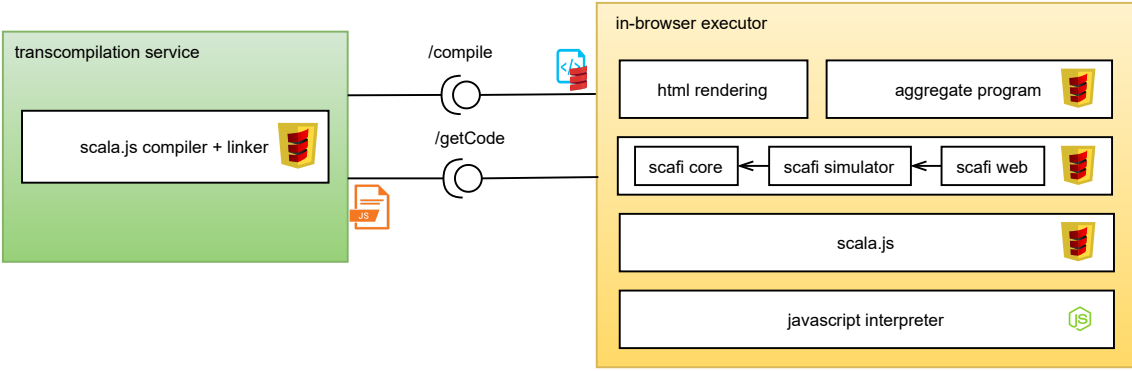 transcompilation service
scala.js compiler + linker
/compile
/getCode
</>
JS
in-browser executor
html rendering
aggregate program
scafi core
scafi simulator
scafi web
scala.js
javascript interpreter
JS